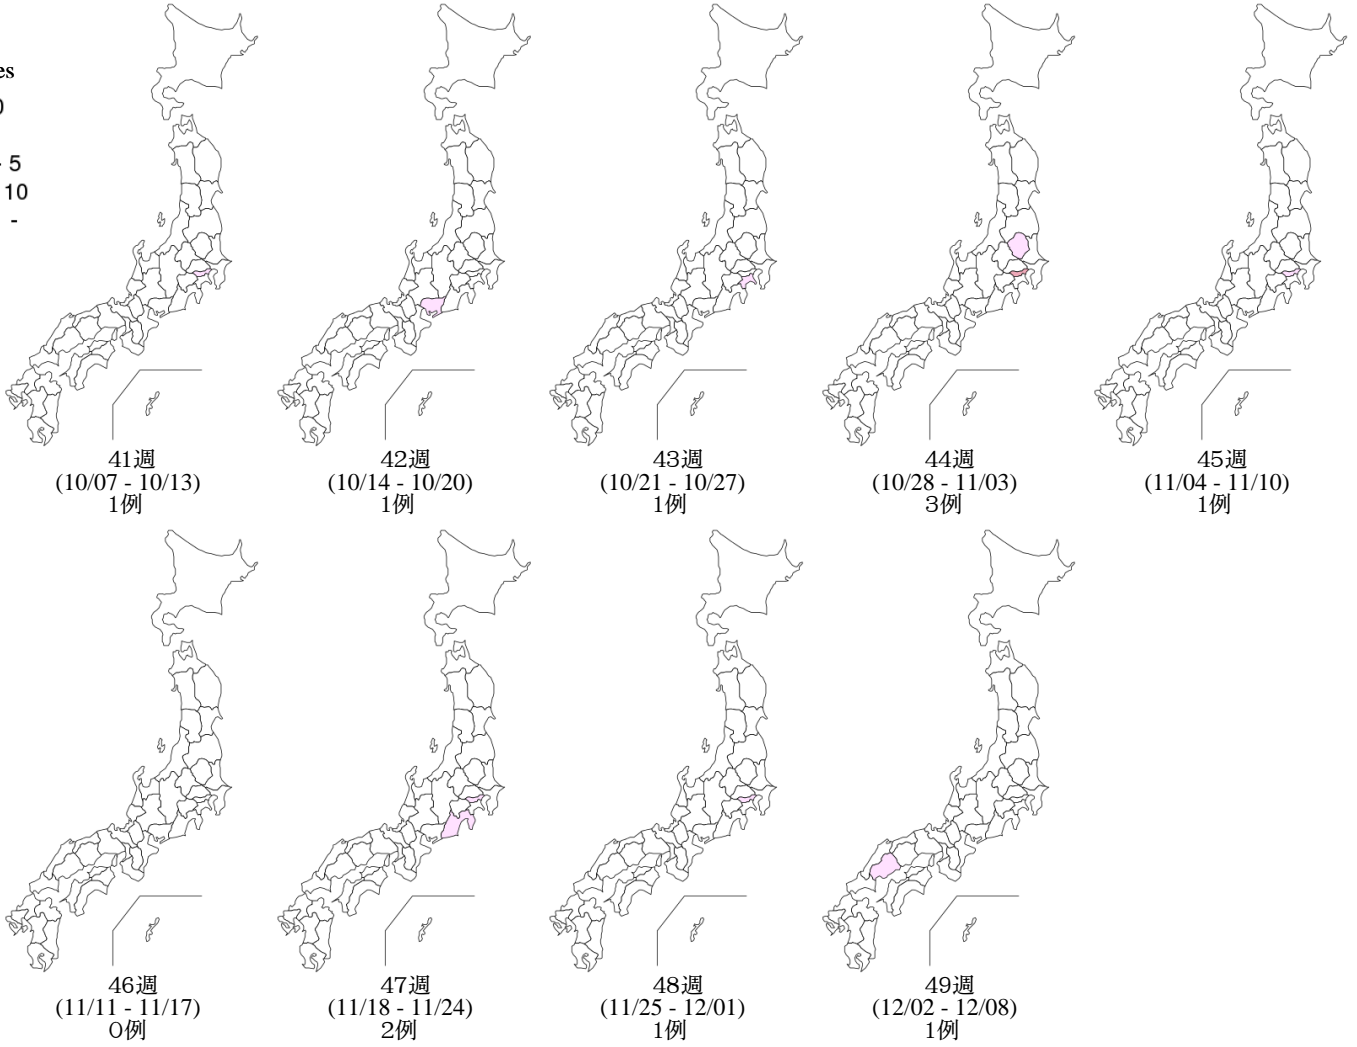 es
0
- 5
10
-
41週
(10/07 - 10/13)
1例
42週
(10/14 - 10/20)
1例
43週
(10/21 - 10/27)
1例
44週
(10/28 - 11/03)
3例
45週
(11/04 - 11/10)
1例
46週
(11/11 - 11/17)
0例
47週
(11/18 - 11/24)
2例
48週
(11/25 - 12/01)
1例
49週
(12/02 - 12/08)
1例